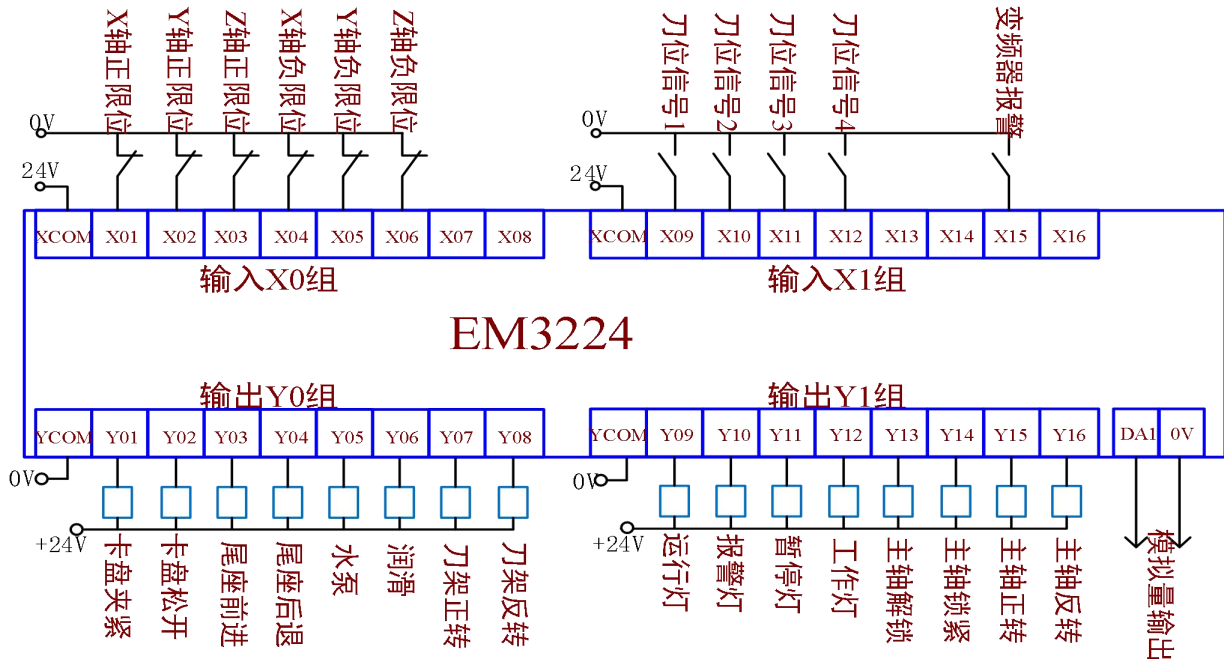 X轴正限位
Y轴正限位
Z轴正限位
X轴负限位
Y轴负限位
Z轴负限位
刀位信号1
刀位信号2
刀位信号3
刀位信号4
变频器报警
0V
0V
24V
24V
XCOM X01 X02 X03 X04 X05 X06 X07 X08
XCOM X09 X10 X11 X12 X13 X14 X15 X16
输入X0组
输入X1组
EM3224
输出Y0组
输出Y1组
YCOM Y01 Y02 Y03 Y04 Y05 Y06 Y07 Y08
YCOM Y09 Y10 Y11 Y12 Y13 Y14 Y15 Y16
DA1 0V
0V
0V
+24V
+24V
卡盘夹紧
卡盘松开
尾座前进
尾座后退
水泵
润滑
刀架正转
刀架反转
运行灯
报警灯
暂停灯
工作灯
主轴解锁
主轴锁紧
主轴正转
主轴反转
模拟量输出